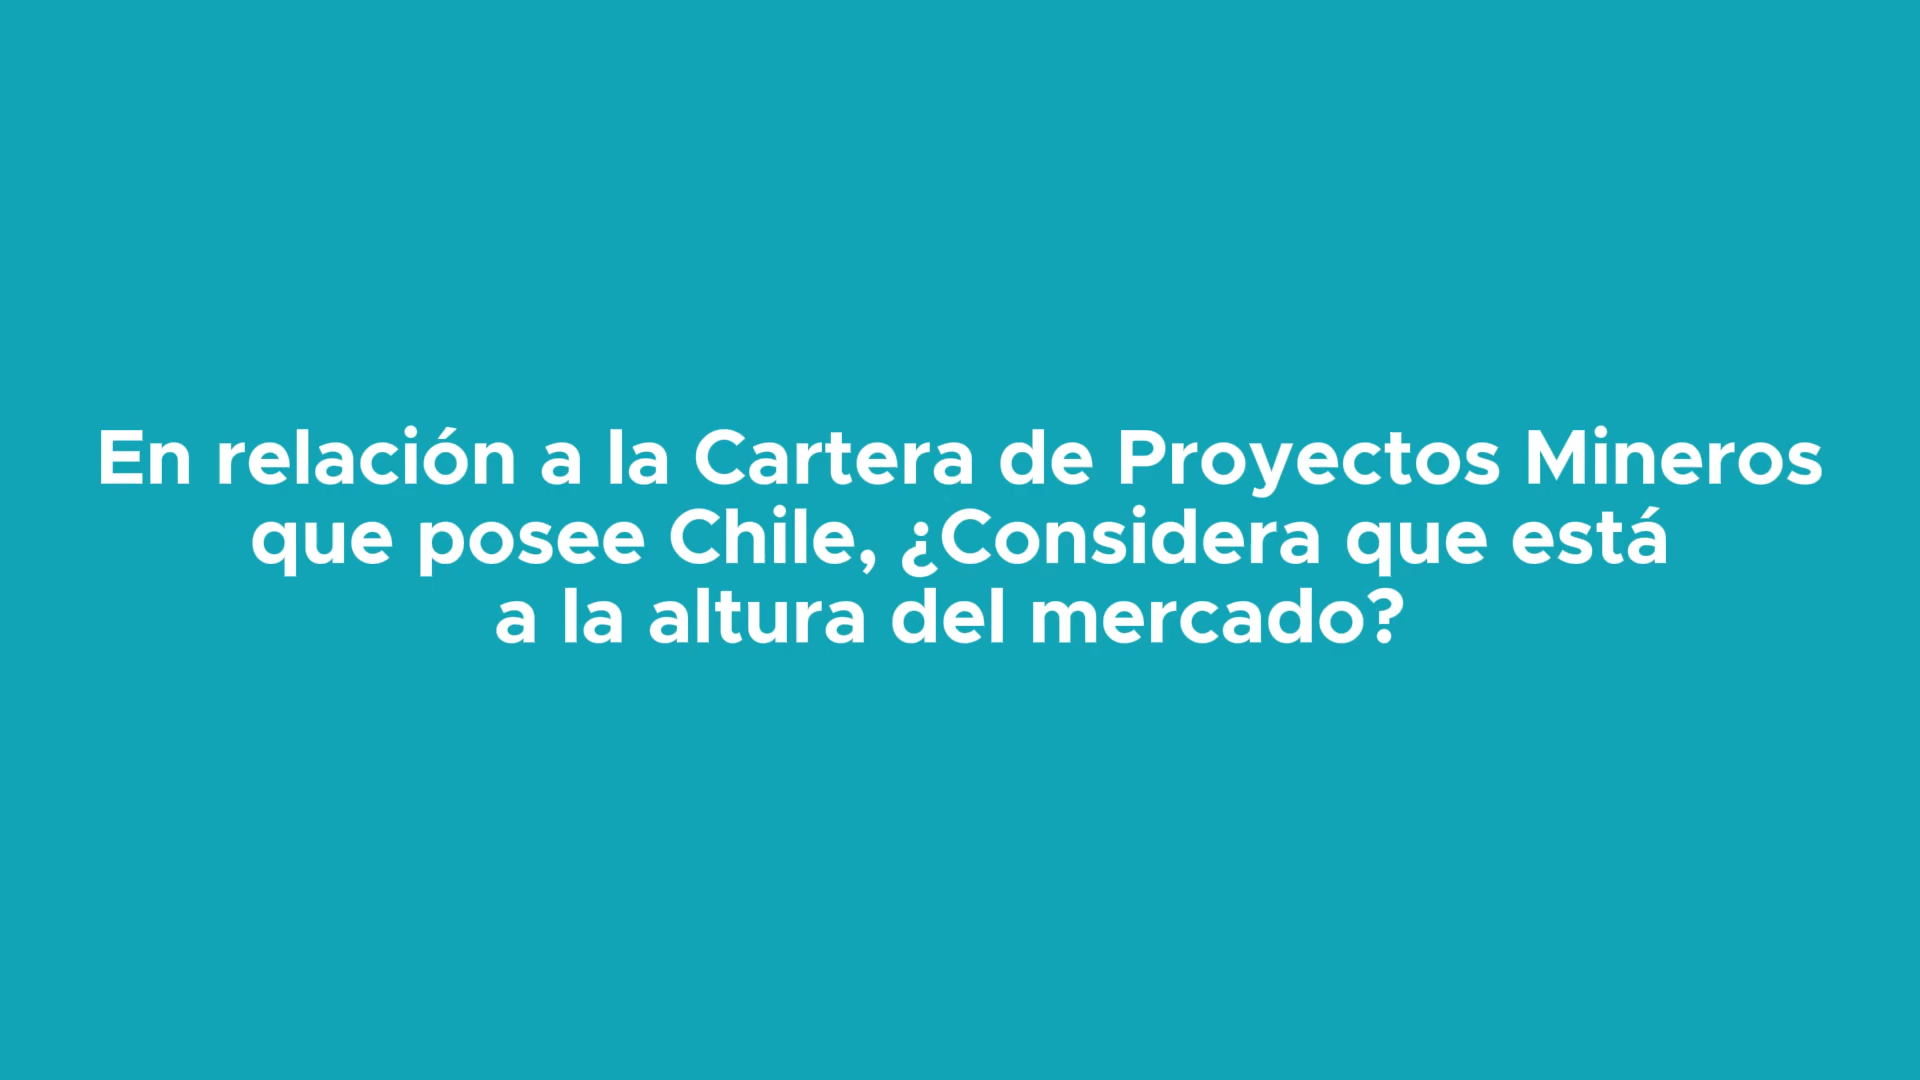 En relación a la Cartera de Proyectos Mineros
que posee Chile, ¿Considera que está
a la altura del mercado?